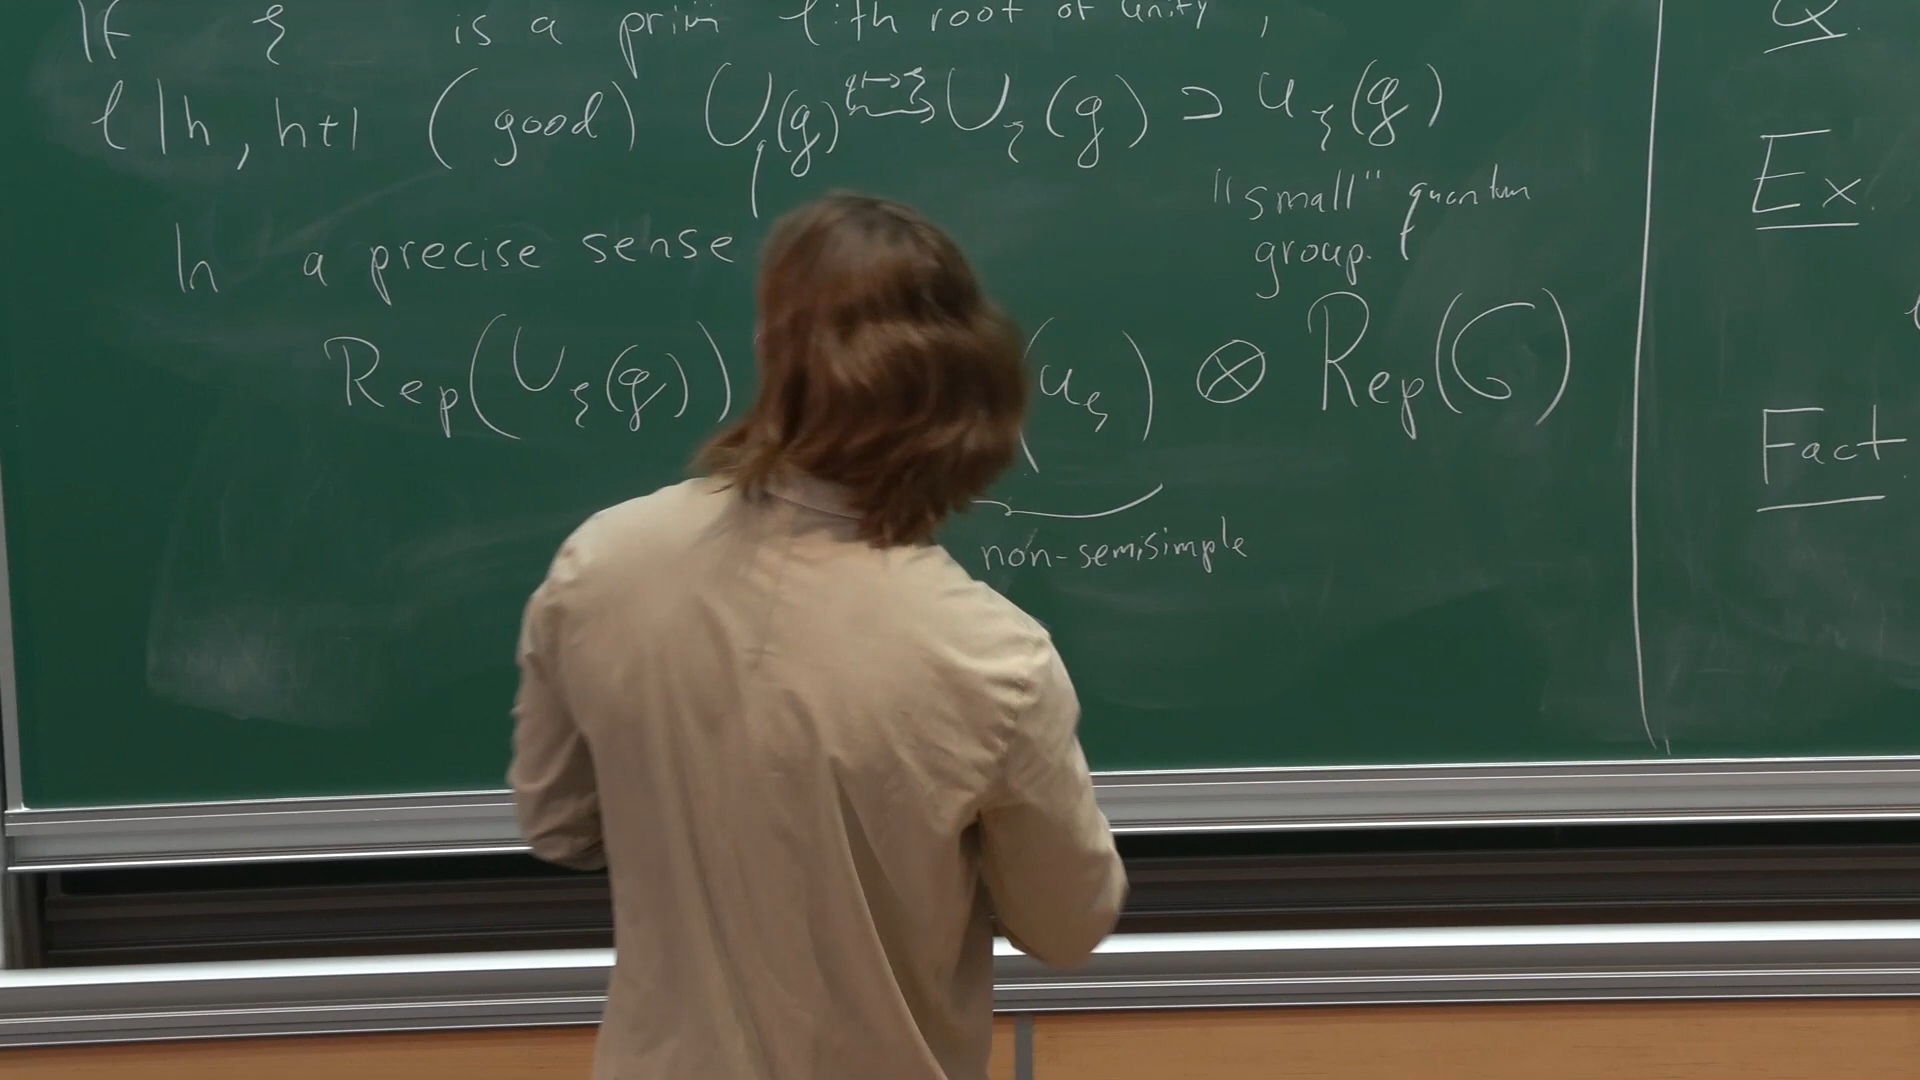 If ξ is a prim ℓ:th root of unity,
ℓ|h, h+1 (good) U_q(g) q↦ξ U_ξ(g) ⊃ u_ξ(g)
"small" quantum
group.
In a precise sense
Rep(U_ξ(g)) (u_ξ) ⊗ Rep(G)
non-semisimple
Q.
Ex.
Fact.